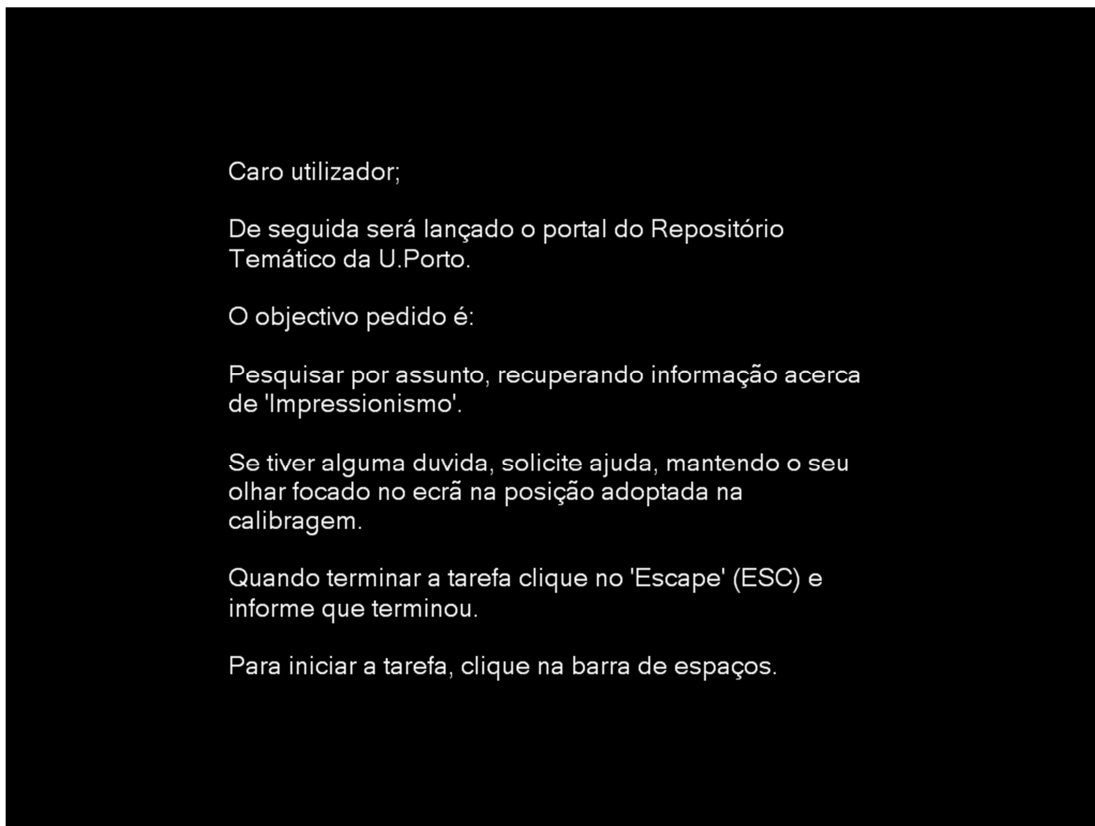 Caro utilizador;
De seguida será lançado o portal do Repositório
Temático da U.Porto.
O objectivo pedido é:
Pesquisar por assunto, recuperando informação acerca
de 'Impressionismo'.
Se tiver alguma duvida, solicite ajuda, mantendo o seu
olhar focado no ecrã na posição adoptada na
calibragem.
Quando terminar a tarefa clique no 'Escape' (ESC) e
informe que terminou.
Para iniciar a tarefa, clique na barra de espaços.